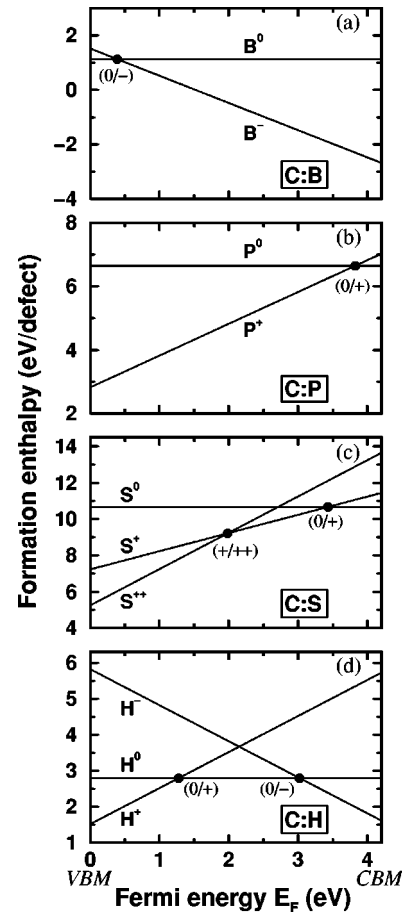 Formation enthalpy (eV/defect)
(a)
2
0
−2
−4
B⁰
(0/−)
B⁻
C:B
(b)
8
6
4
2
P⁰
(0/+)
P⁺
C:P
(c)
14
12
10
8
6
4
S⁰
S⁺
(0/+)
(+/++)
S⁺⁺
C:S
(d)
6
5
4
3
2
1
H⁻
H⁰
(0/+)
(0/−)
H⁺
C:H
0 1 2 3 4
VBM CBM
Fermi energy E_F (eV)